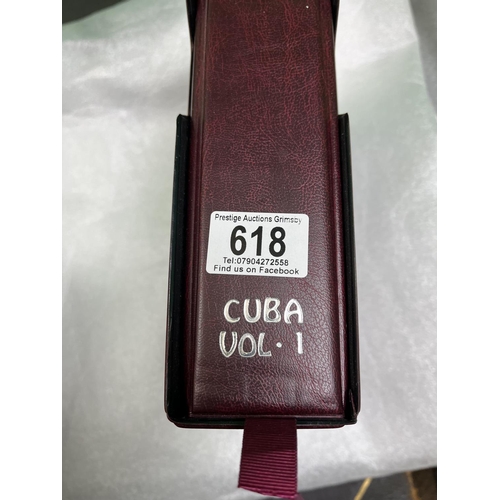 Prestige Auctions Grimsby
618
Tel:07904272558
Find us on Facebook
CUBA
VOL. 1